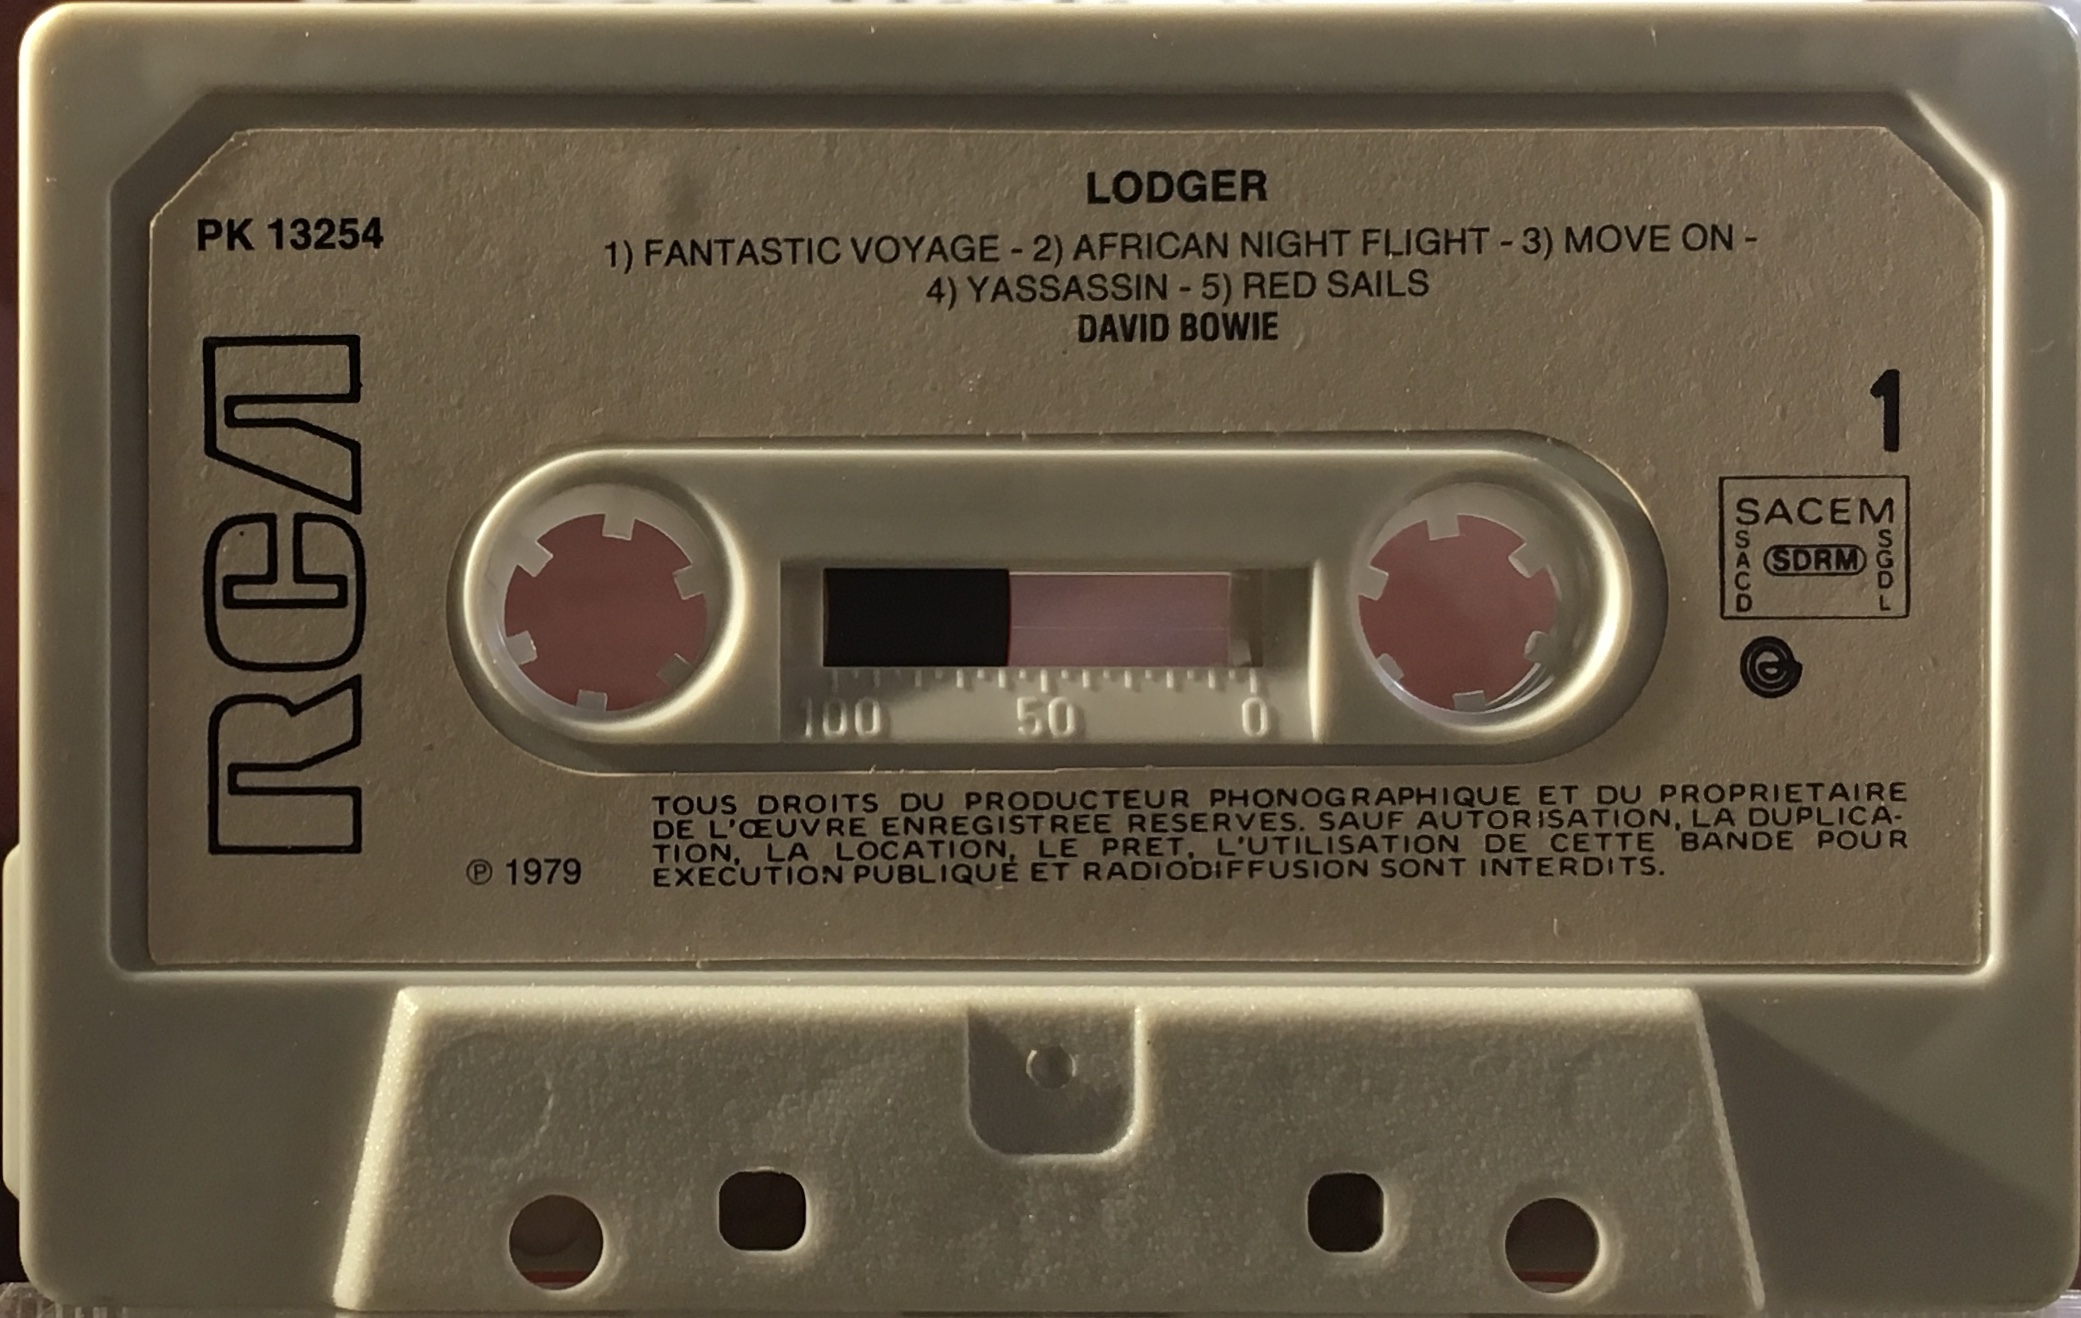 LODGER
PK 13254
1) FANTASTIC VOYAGE - 2) AFRICAN NIGHT FLIGHT - 3) MOVE ON -
4) YASSASSIN - 5) RED SAILS
DAVID BOWIE
RCA
1
SACEM
SACD
SDRM
SGDL
100 50 0
TOUS DROITS DU PRODUCTEUR PHONOGRAPHIQUE ET DU PROPRIETAIRE
DE L'ŒUVRE ENREGISTREE RESERVES. SAUF AUTORISATION, LA DUPLICA-
TION, LA LOCATION, LE PRET, L'UTILISATION DE CETTE BANDE POUR
EXECUTION PUBLIQUE ET RADIODIFFUSION SONT INTERDITS.
℗ 1979